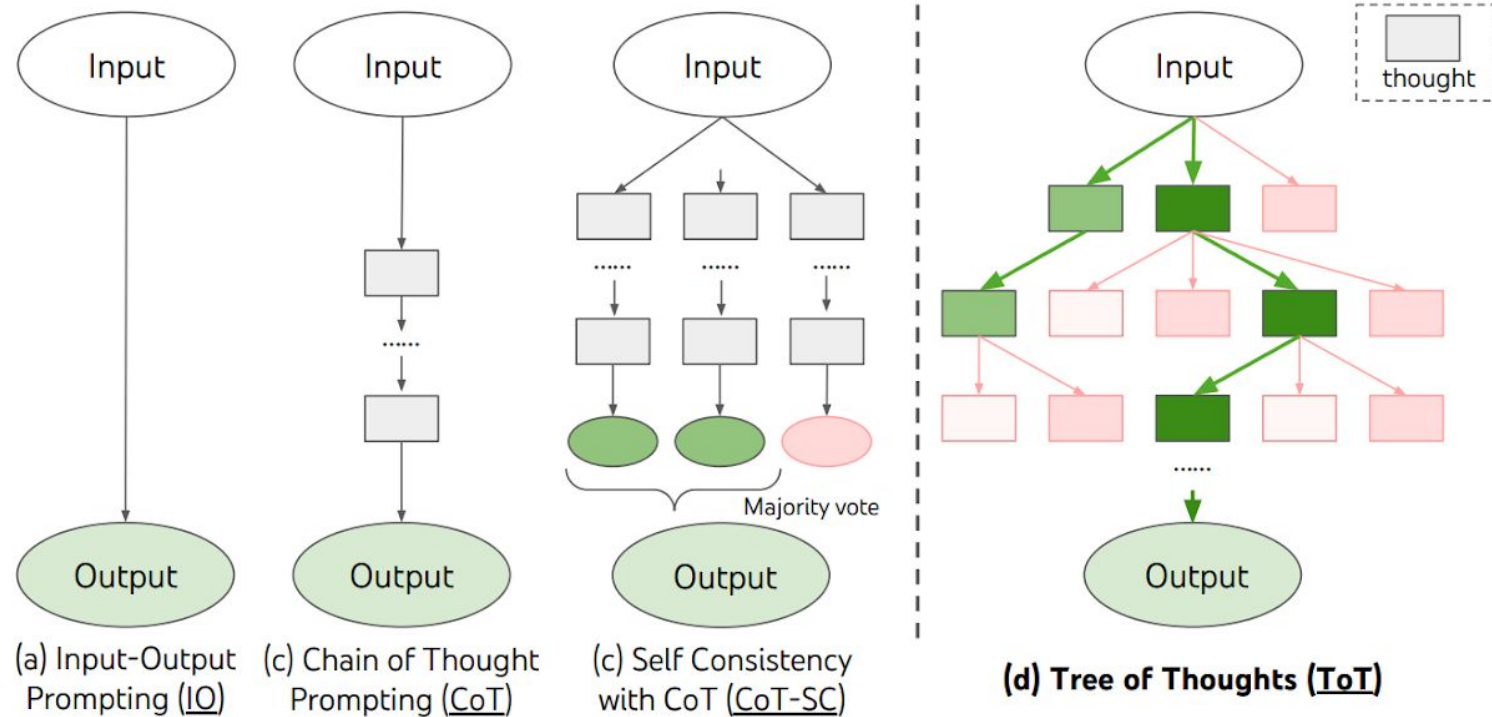 Input
Input
Input
Input
thought
......
......
......
......
......
Majority vote
Output
Output
Output
Output
(a) Input-Output
Prompting (IO)
(c) Chain of Thought
Prompting (CoT)
(c) Self Consistency
with CoT (CoT-SC)
(d) Tree of Thoughts (ToT)